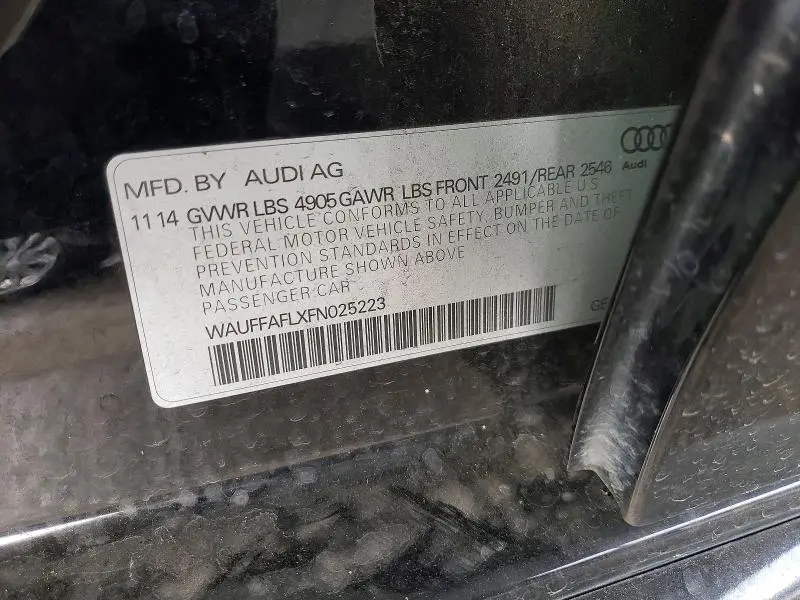 MFD. BY AUDI AG
Audi
11 14 GVWR LBS 4905 GAWR LBS FRONT 2491/REAR 2546
THIS VEHICLE CONFORMS TO ALL APPLICABLE U S
FEDERAL MOTOR VEHICLE SAFETY, BUMPER AND THEFT
PREVENTION STANDARDS IN EFFECT ON THE DATE OF
MANUFACTURE SHOWN ABOVE
PASSENGER CAR
WAUFFAFLXFN025223